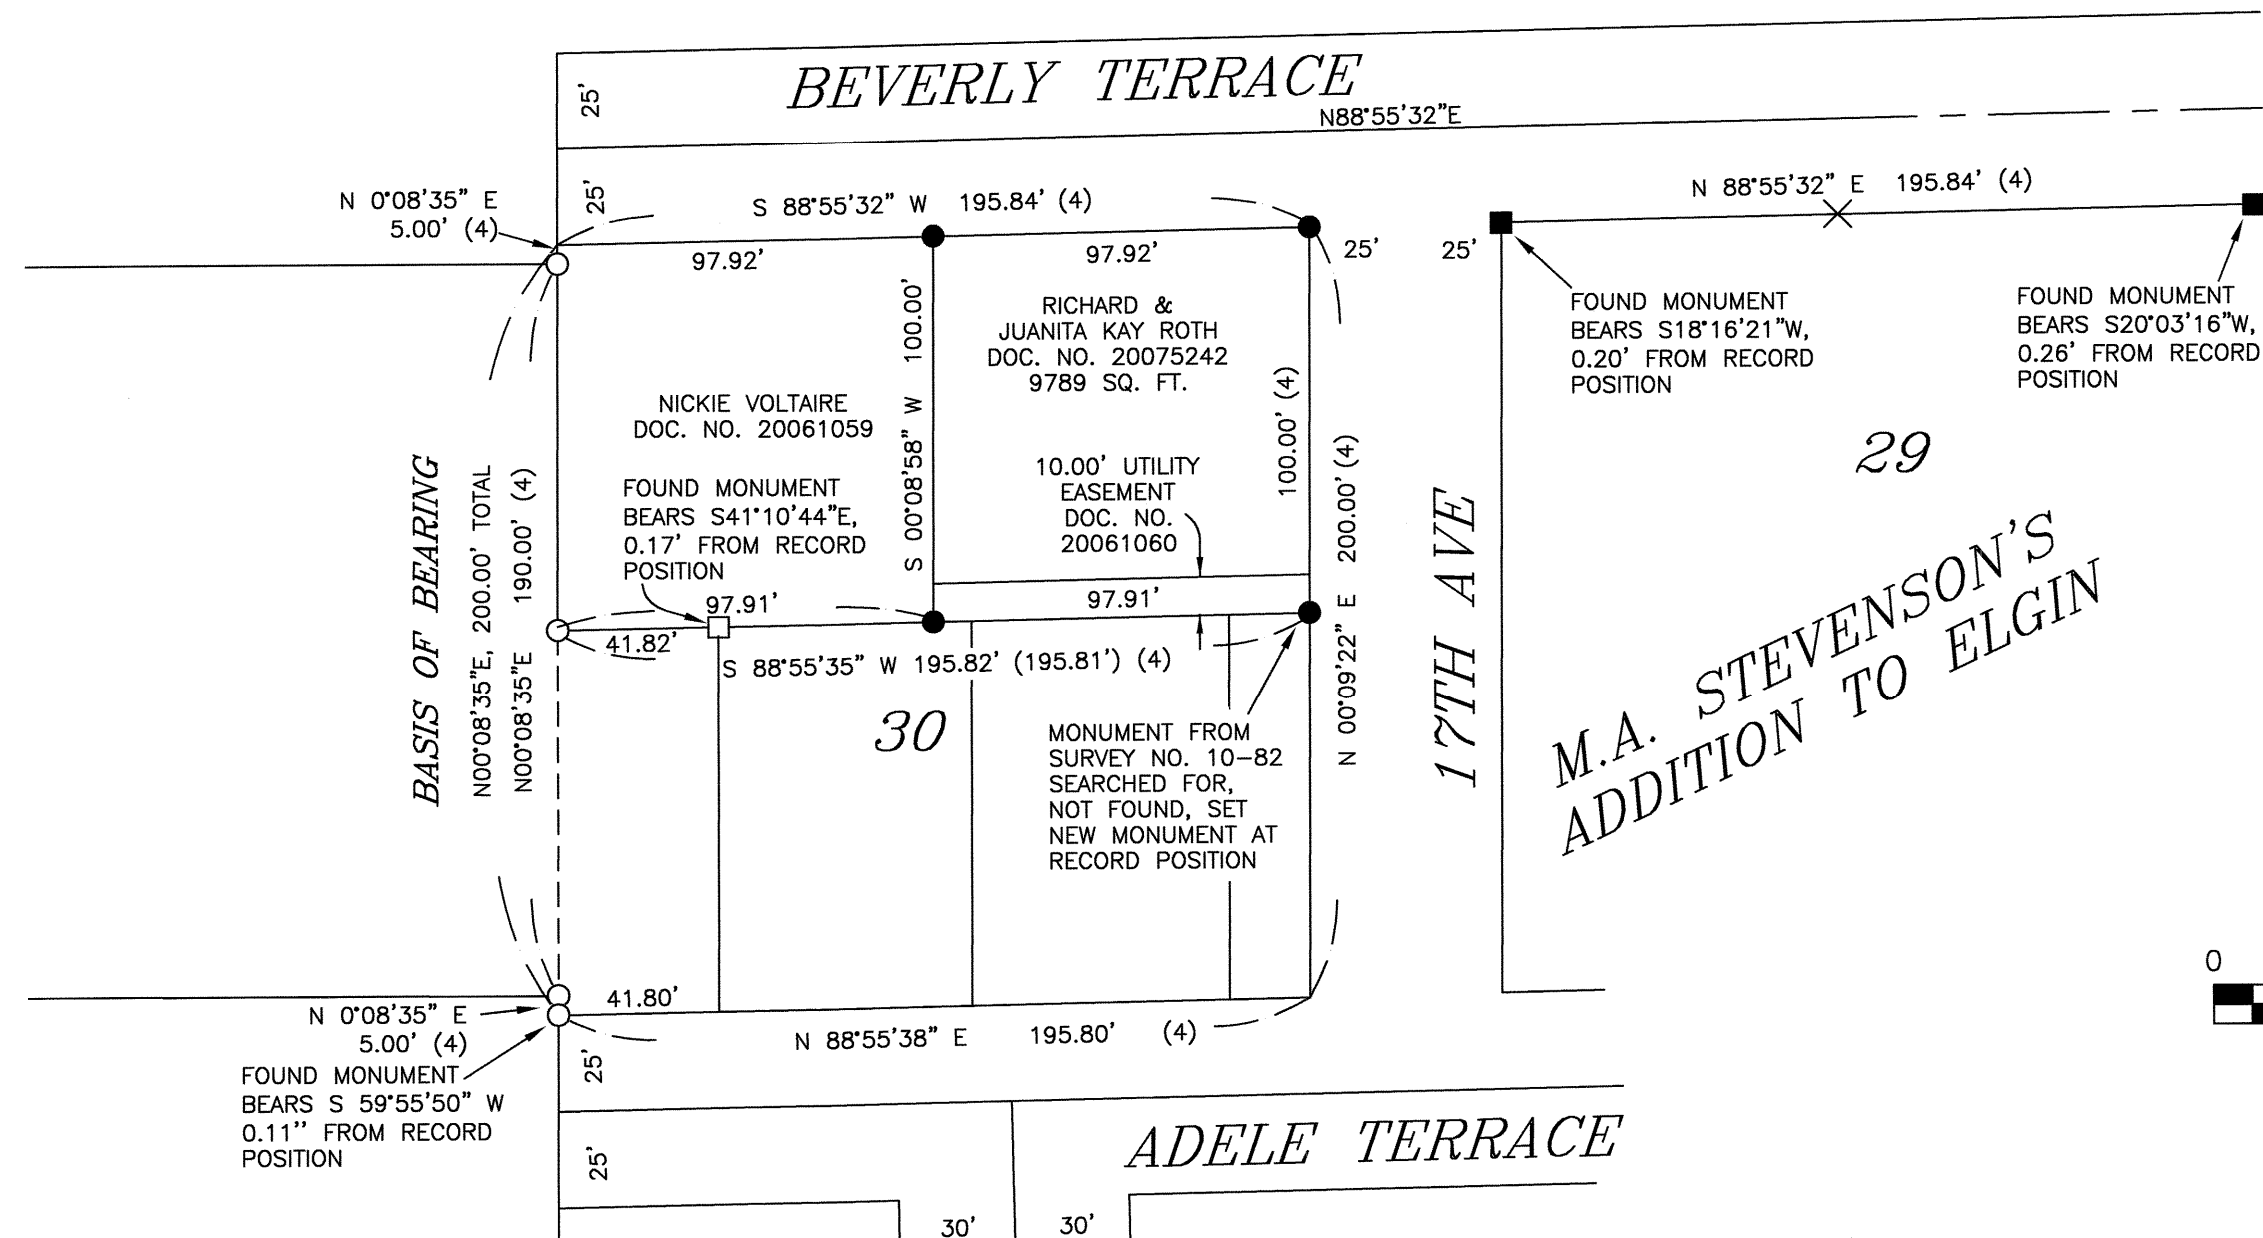 BEVERLY TERRACE
25'
N88°55'32"E
N 0°08'35" E
5.00' (4)
25'
S 88°55'32" W 195.84' (4)
N 88°55'32" E 195.84' (4)
97.92'
97.92'
25'
25'
RICHARD &
JUANITA KAY ROTH
DOC. NO. 20075242
9789 SQ. FT.
S 00°08'58" W 100.00'
100.00' (4)
FOUND MONUMENT
BEARS S18°16'21"W,
0.20' FROM RECORD
POSITION
FOUND MONUMENT
BEARS S20°03'16"W,
0.26' FROM RECORD
POSITION
NICKIE VOLTAIRE
DOC. NO. 20061059
BASIS OF BEARING
N00°08'35"E, 200.00' TOTAL
N00°08'35"E 190.00' (4)
FOUND MONUMENT
BEARS S41°10'44"E,
0.17' FROM RECORD
POSITION
10.00' UTILITY
EASEMENT
DOC. NO.
20061060
N 00°09'22" E 200.00' (4)
17TH AVE
29
M.A. STEVENSON'S
ADDITION TO ELGIN
97.91'
97.91'
41.82'
S 88°55'35" W 195.82' (195.81') (4)
30
MONUMENT FROM
SURVEY NO. 10-82
SEARCHED FOR,
NOT FOUND, SET
NEW MONUMENT AT
RECORD POSITION
0
41.80'
N 0°08'35" E
5.00' (4)
N 88°55'38" E 195.80' (4)
FOUND MONUMENT
BEARS S 59°55'50" W
0.11'' FROM RECORD
POSITION
25'
25'
ADELE TERRACE
30'
30'